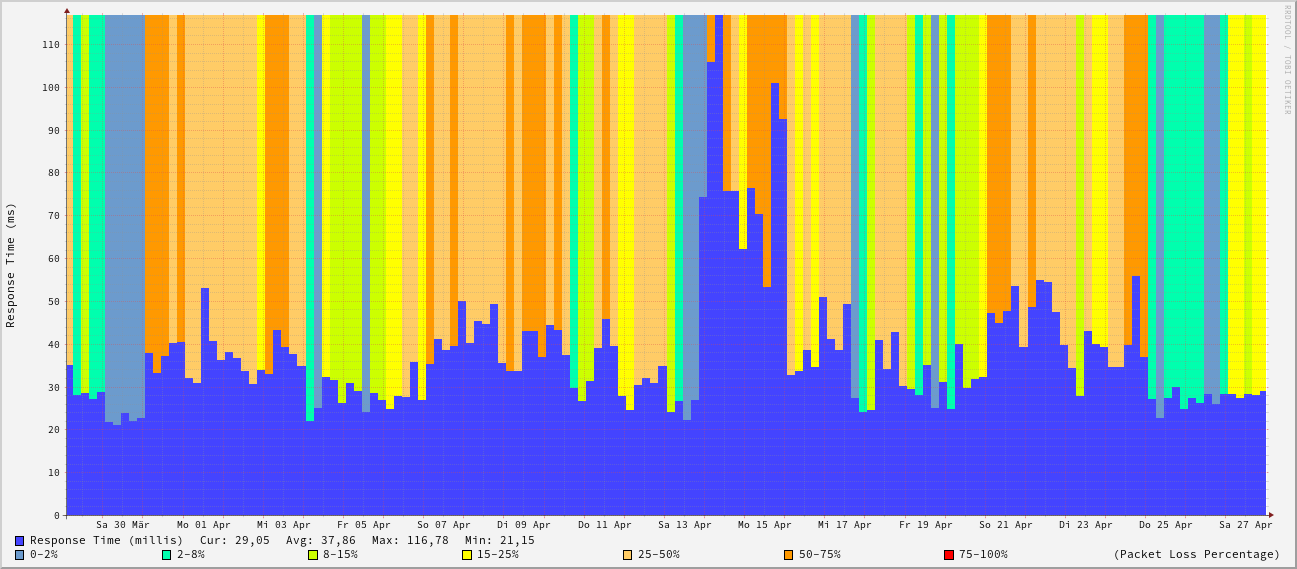 RRDTOOL / TOBI OETIKER
Response Time (ms)
110
100
90
80
70
60
50
40
30
20
10
0
Sa 30 Mär Mo 01 Apr Mi 03 Apr Fr 05 Apr So 07 Apr Di 09 Apr Do 11 Apr Sa 13 Apr Mo 15 Apr Mi 17 Apr Fr 19 Apr So 21 Apr Di 23 Apr Do 25 Apr Sa 27 Apr
Response Time (millis) Cur: 29,05 Avg: 37,86 Max: 116,78 Min: 21,15
0-2% 2-8% 8-15% 15-25% 25-50% 50-75% 75-100% (Packet Loss Percentage)